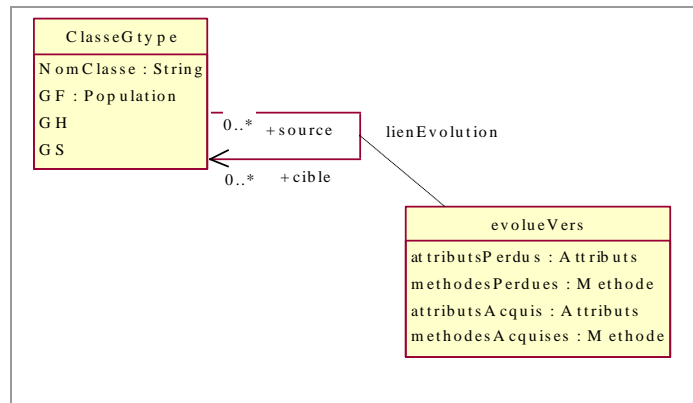 ClasseGtype
NomClasse : String
GF : Population
GH
GS
0..* +source
lienEvolution
0..* +cible
evolueVers
attributsPerdus : Attributs
methodesPerdues : Methode
attributsAcquis : Attributs
methodesAcquises : Methode